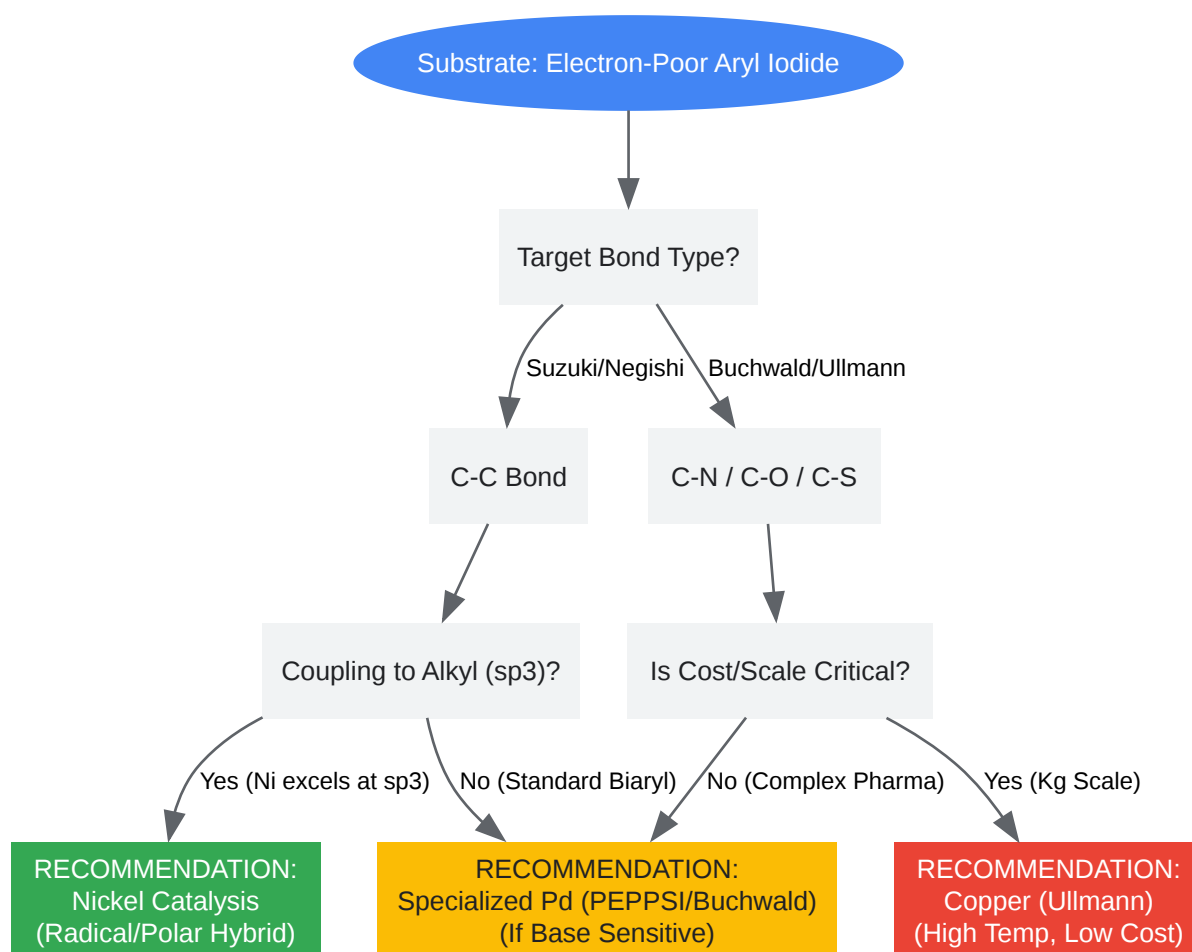 Substrate: Electron-Poor Aryl Iodide
Target Bond Type?
Suzuki/Negishi
Buchwald/Ullmann
C-C Bond
C-N / C-O / C-S
Coupling to Alkyl (sp3)?
Is Cost/Scale Critical?
Yes (Ni excels at sp3)
No (Standard Biaryl)
No (Complex Pharma)
Yes (Kg Scale)
RECOMMENDATION:
Nickel Catalysis
(Radical/Polar Hybrid)
RECOMMENDATION:
Specialized Pd (PEPPSI/Buchwald)
(If Base Sensitive)
RECOMMENDATION:
Copper (Ullmann)
(High Temp, Low Cost)